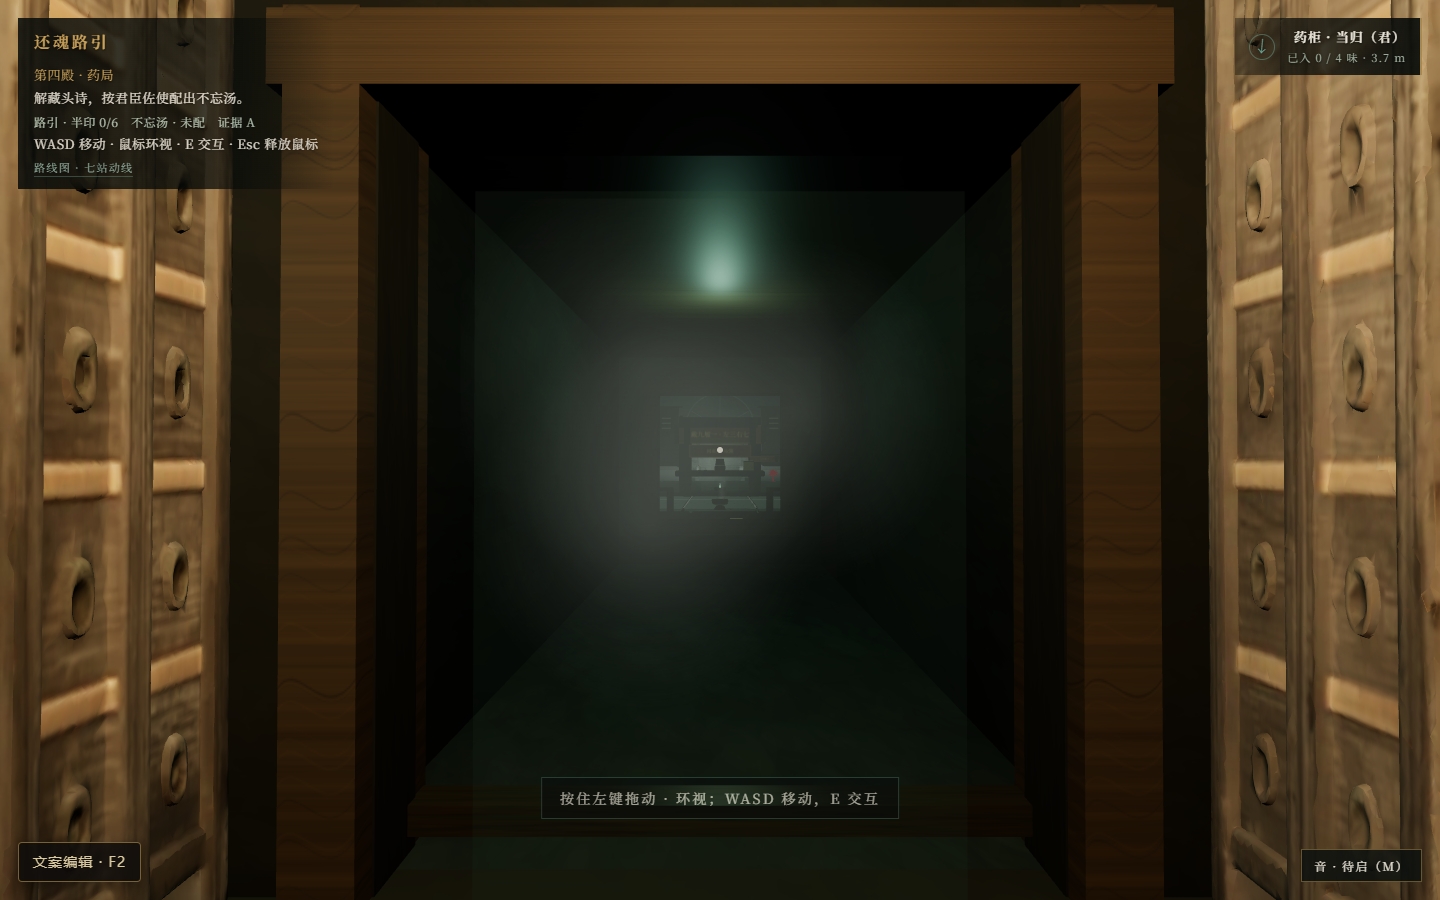 还魂路引
第四殿 · 药局
解藏头诗，按君臣佐使配出不忘汤。
路引 · 半印 0/6 不忘汤 · 未配 证据 A
WASD 移动 · 鼠标环视 · E 交互 · Esc 释放鼠标
路线图 · 七站动线
药柜 · 当归（君）
已入 0 / 4 味 · 3.7 m
按住左键拖动 · 环视；WASD 移动，E 交互
文案编辑 · F2
音 · 待启（M）